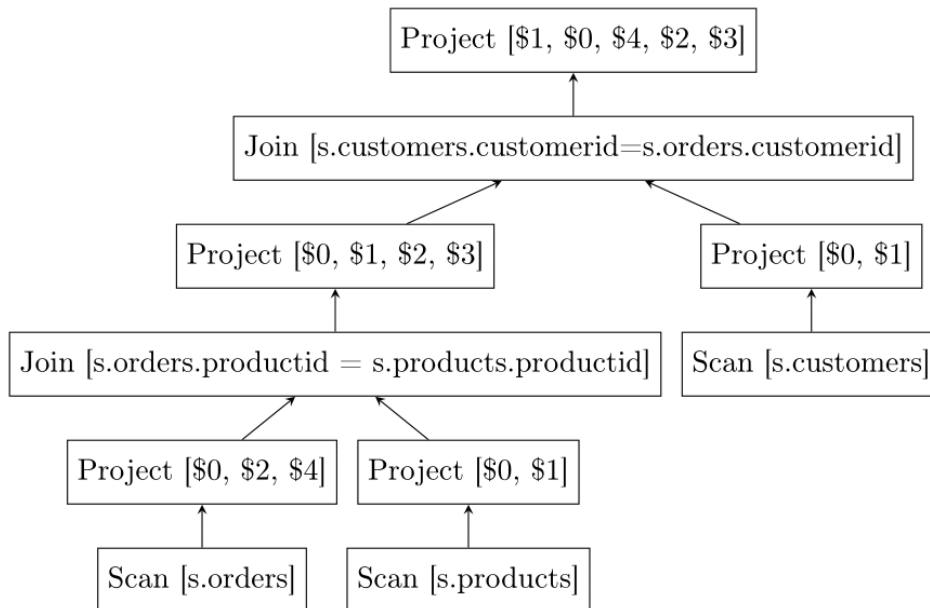 Project [$1, $0, $4, $2, $3]
Join [s.customers.customerid=s.orders.customerid]
Project [$0, $1, $2, $3]
Project [$0, $1]
Join [s.orders.productid = s.products.productid]
Scan [s.customers]
Project [$0, $2, $4]
Project [$0, $1]
Scan [s.orders]
Scan [s.products]